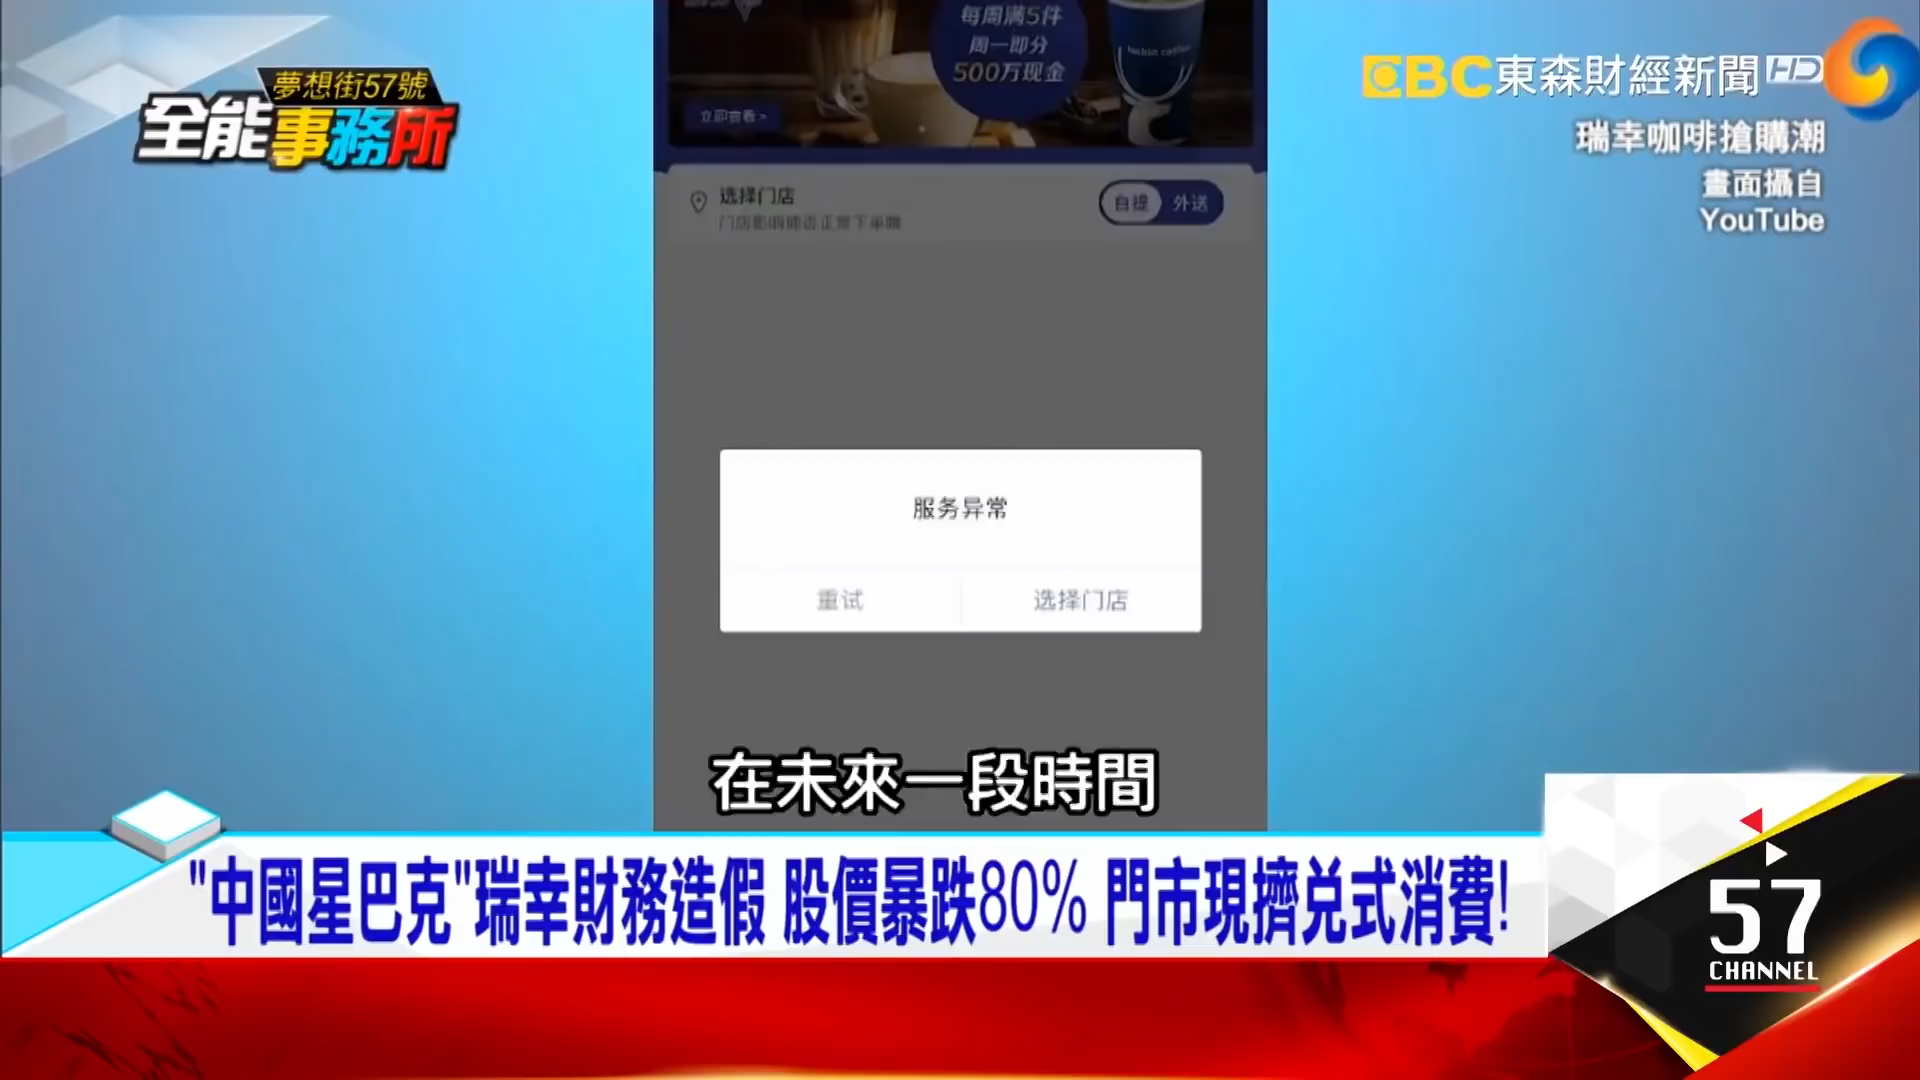 夢想街57號
全能事務所
EBC東森財經新聞HD
瑞幸咖啡搶購潮
畫面攝自
YouTube
每周满5件
周一即分
500万现金
luckin coffee
立即查看>
选择门店
自提 外送
服务异常
重试 选择门店
在未來一段時間
"中國星巴克"瑞幸財務造假 股價暴跌80% 門市現擠兌式消費!
57
CHANNEL